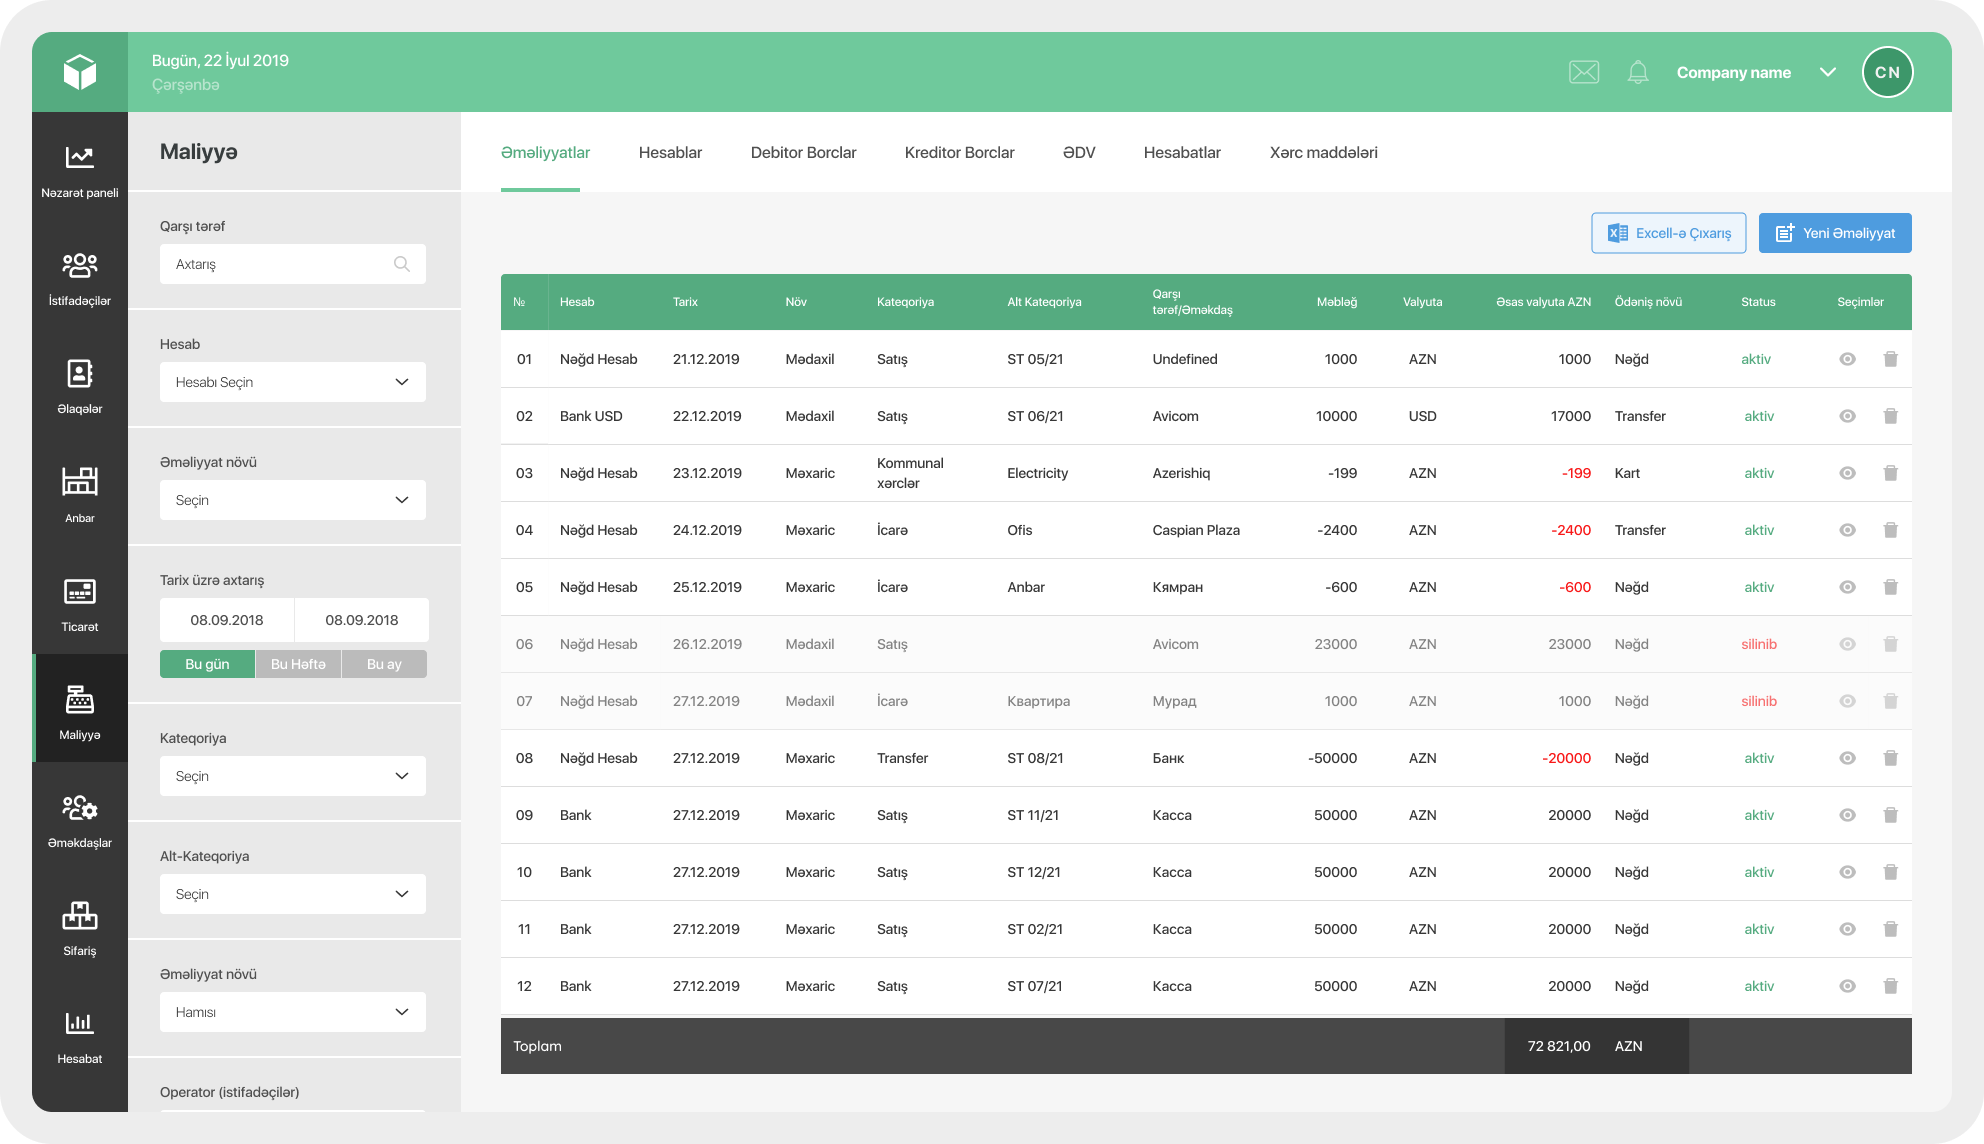 Bugün, 22 İyul 2019
Çərşənbə
Company name
CN
Nəzarət paneli
İstifadəçilər
Əlaqələr
Anbar
Ticarət
Maliyyə
Əməkdaşlar
Sifariş
Hesabat
Maliyyə
Qarşı tərəf
Axtarış
Hesab
Hesabı Seçin
Əməliyyat növü
Seçin
Tarix üzrə axtarış
08.09.2018 08.09.2018
Bu gün Bu Həftə Bu ay
Kateqoriya
Seçin
Alt-Kateqoriya
Seçin
Əməliyyat növü
Hamısı
Operator (istifadəçilər)
Əməliyyatlar Hesablar Debitor Borclar Kreditor Borclar ƏDV Hesabatlar Xərc maddələri
Excell-ə Çıxarış Yeni Əməliyyat
№ Hesab Tarix Növ Kateqoriya Alt Kateqoriya Qarşı tərəf/Əməkdaş Məbləğ Valyuta Əsas valyuta AZN Ödəniş növü Status Seçimlər
01 Nəğd Hesab 21.12.2019 Mədaxil Satış ST 05/21 Undefined 1000 AZN 1000 Nəğd aktiv
02 Bank USD 22.12.2019 Mədaxil Satış ST 06/21 Avicom 10000 USD 17000 Transfer aktiv
03 Nəğd Hesab 23.12.2019 Məxaric Kommunal xərclər Electricity Azerishiq -199 AZN -199 Kart aktiv
04 Nəğd Hesab 24.12.2019 Məxaric İcarə Ofis Caspian Plaza -2400 AZN -2400 Transfer aktiv
05 Nəğd Hesab 25.12.2019 Məxaric İcarə Anbar Кямран -600 AZN -600 Nəğd aktiv
06 Nəğd Hesab 26.12.2019 Mədaxil Satış Avicom 23000 AZN 23000 Nəğd silinib
07 Nəğd Hesab 27.12.2019 Mədaxil İcarə Квартира Мурад 1000 AZN 1000 Nəğd silinib
08 Nəğd Hesab 27.12.2019 Məxaric Transfer ST 08/21 Банк -50000 AZN -20000 Nəğd aktiv
09 Bank 27.12.2019 Məxaric Satış ST 11/21 Касса 50000 AZN 20000 Nəğd aktiv
10 Bank 27.12.2019 Məxaric Satış ST 12/21 Касса 50000 AZN 20000 Nəğd aktiv
11 Bank 27.12.2019 Məxaric Satış ST 02/21 Касса 50000 AZN 20000 Nəğd aktiv
12 Bank 27.12.2019 Məxaric Satış ST 07/21 Касса 50000 AZN 20000 Nəğd aktiv
Toplam 72 821,00 AZN